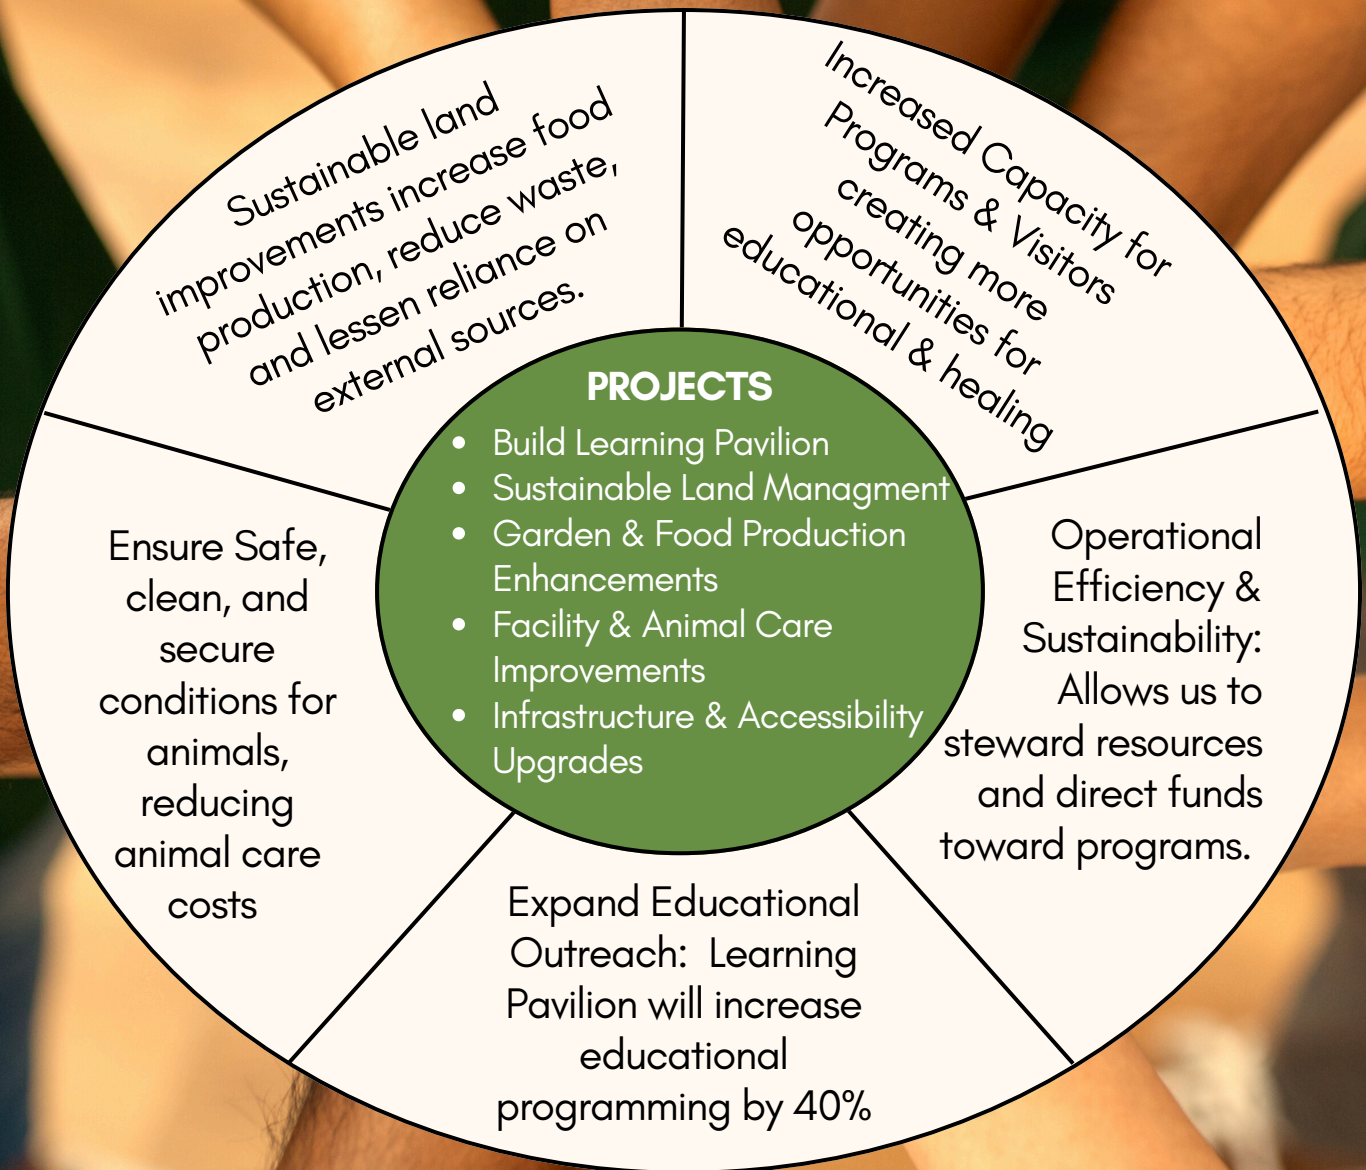 Sustainable land
improvements increase food
production, reduce waste,
and lessen reliance on
external sources.
Increased Capacity for
Programs & Visitors
creating more
opportunities for
educational & healing
PROJECTS
• Build Learning Pavilion
• Sustainable Land Managment
• Garden & Food Production
Enhancements
• Facility & Animal Care
Improvements
• Infrastructure & Accessibility
Upgrades
Ensure Safe,
clean, and
secure
conditions for
animals,
reducing
animal care
costs
Operational
Efficiency &
Sustainability:
Allows us to
steward resources
and direct funds
toward programs.
Expand Educational
Outreach:  Learning
Pavilion will increase
educational
programming by 40%